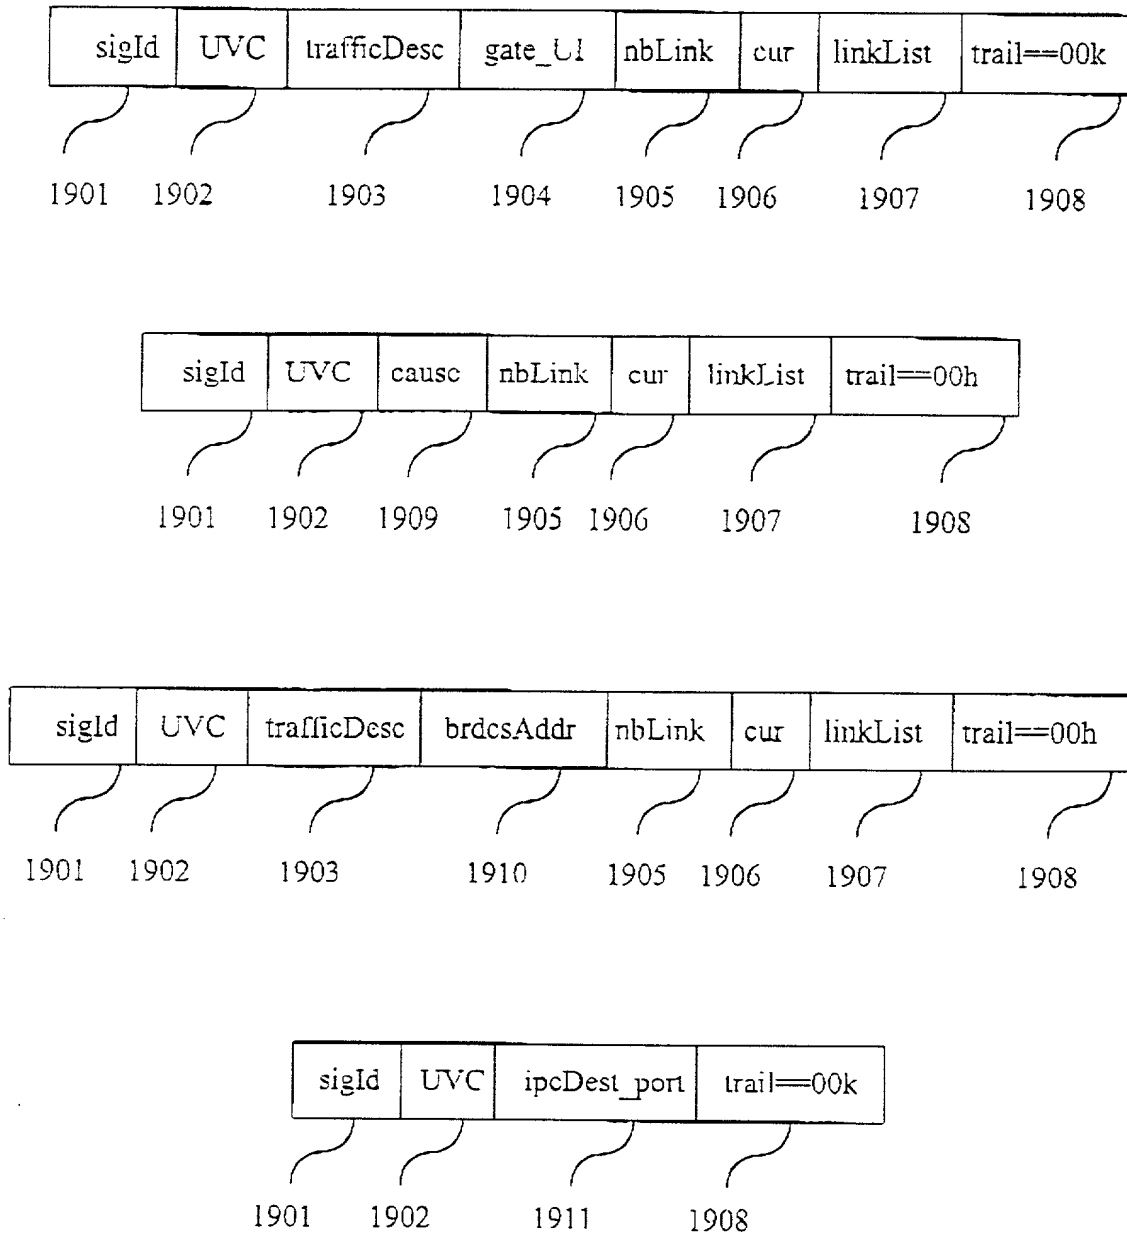 sigId UVC trafficDesc gate_UI nbLink cur linkList trail==00k
1901 1902 1903 1904 1905 1906 1907 1908
sigId UVC cause nbLink cur linkList trail==00h
1901 1902 1909 1905 1906 1907 1908
sigId UVC trafficDesc brdcsAddr nbLink cur linkList trail==00h
1901 1902 1903 1910 1905 1906 1907 1908
sigId UVC ipcDest_port trail==00k
1901 1902 1911 1908